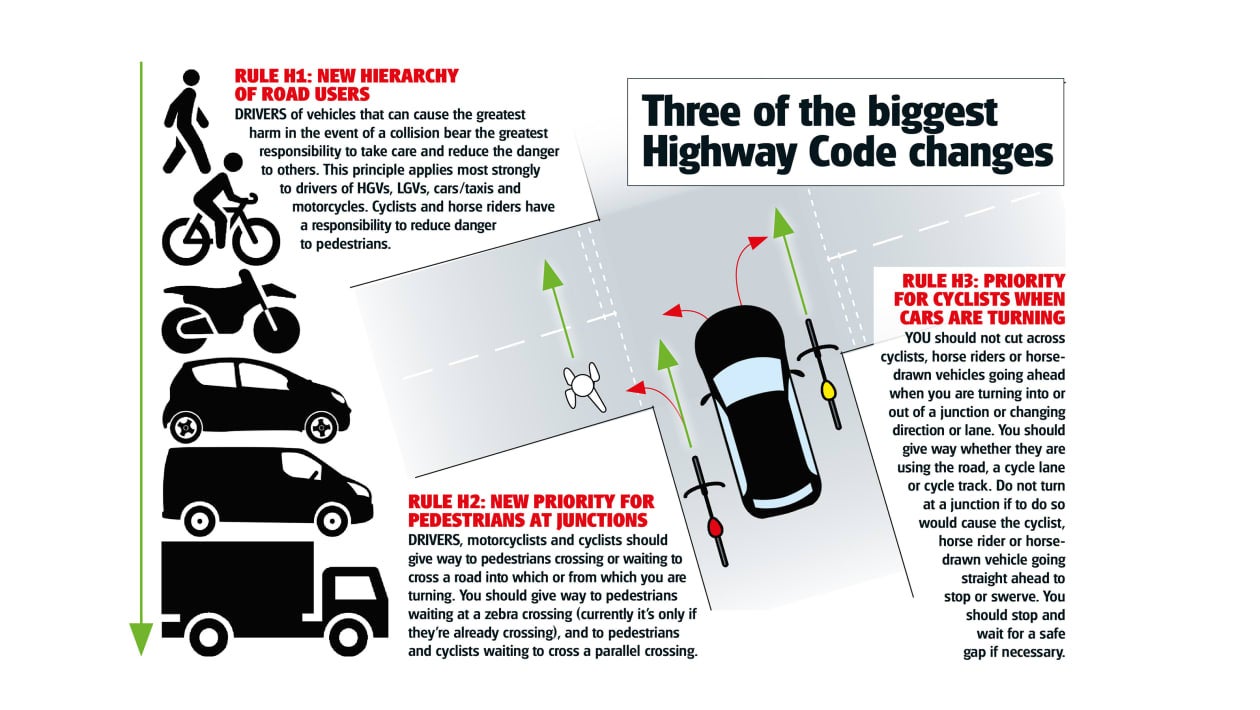 Three of the biggest
Highway Code changes
RULE H1: NEW HIERARCHY
OF ROAD USERS
DRIVERS of vehicles that can cause the greatest
harm in the event of a collision bear the greatest
responsibility to take care and reduce the danger
to others. This principle applies most strongly
to drivers of HGVs, LGVs, cars/taxis and
motorcycles. Cyclists and horse riders have
a responsibility to reduce danger
to pedestrians.
RULE H2: NEW PRIORITY FOR
PEDESTRIANS AT JUNCTIONS
DRIVERS, motorcyclists and cyclists should
give way to pedestrians crossing or waiting to
cross a road into which or from which you are
turning. You should give way to pedestrians
waiting at a zebra crossing (currently it's only if
they're already crossing), and to pedestrians
and cyclists waiting to cross a parallel crossing.
RULE H3: PRIORITY
FOR CYCLISTS WHEN
CARS ARE TURNING
YOU should not cut across
cyclists, horse riders or horse-
drawn vehicles going ahead
when you are turning into or
out of a junction or changing
direction or lane. You should
give way whether they are
using the road, a cycle lane
or cycle track. Do not turn
at a junction if to do so
would cause the cyclist,
horse rider or horse-
drawn vehicle going
straight ahead to
stop or swerve. You
should stop and
wait for a safe
gap if necessary.